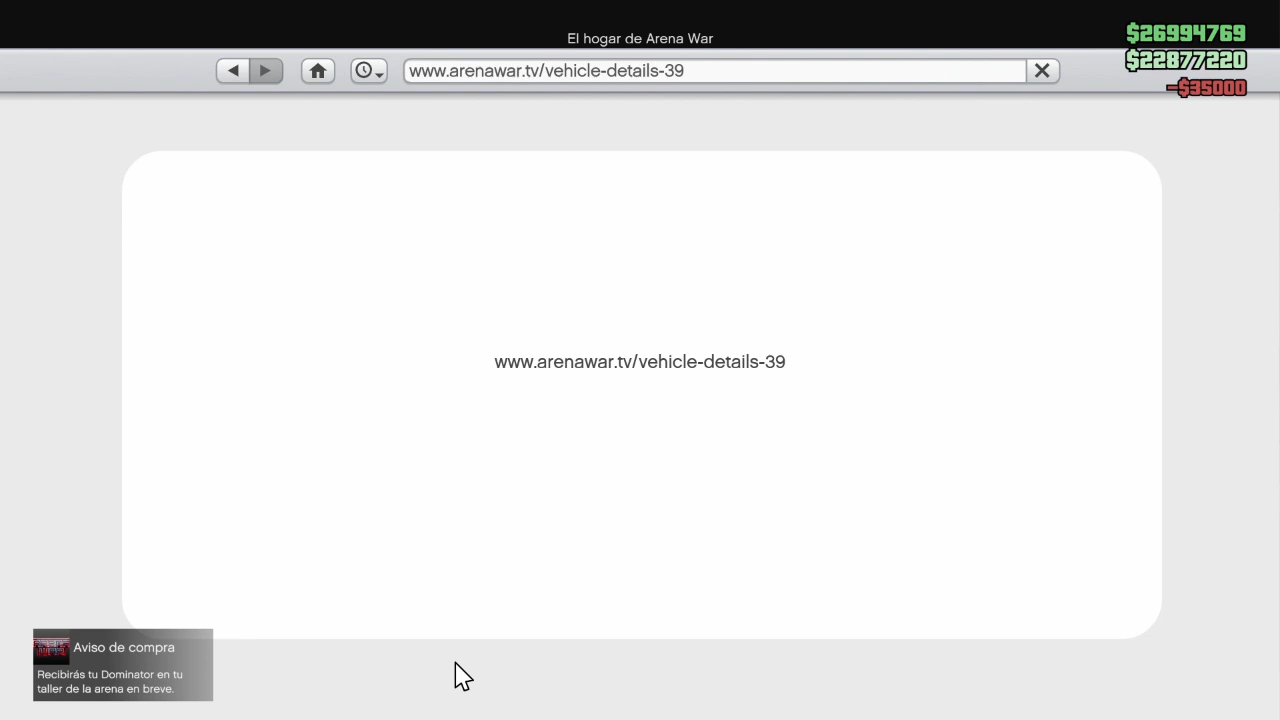 El hogar de Arena War
$26994769
www.arenawar.tv/vehicle-details-39
$22877220
-$35000
www.arenawar.tv/vehicle-details-39
Aviso de compra
Recibirás tu Dominator en tu
taller de la arena en breve.